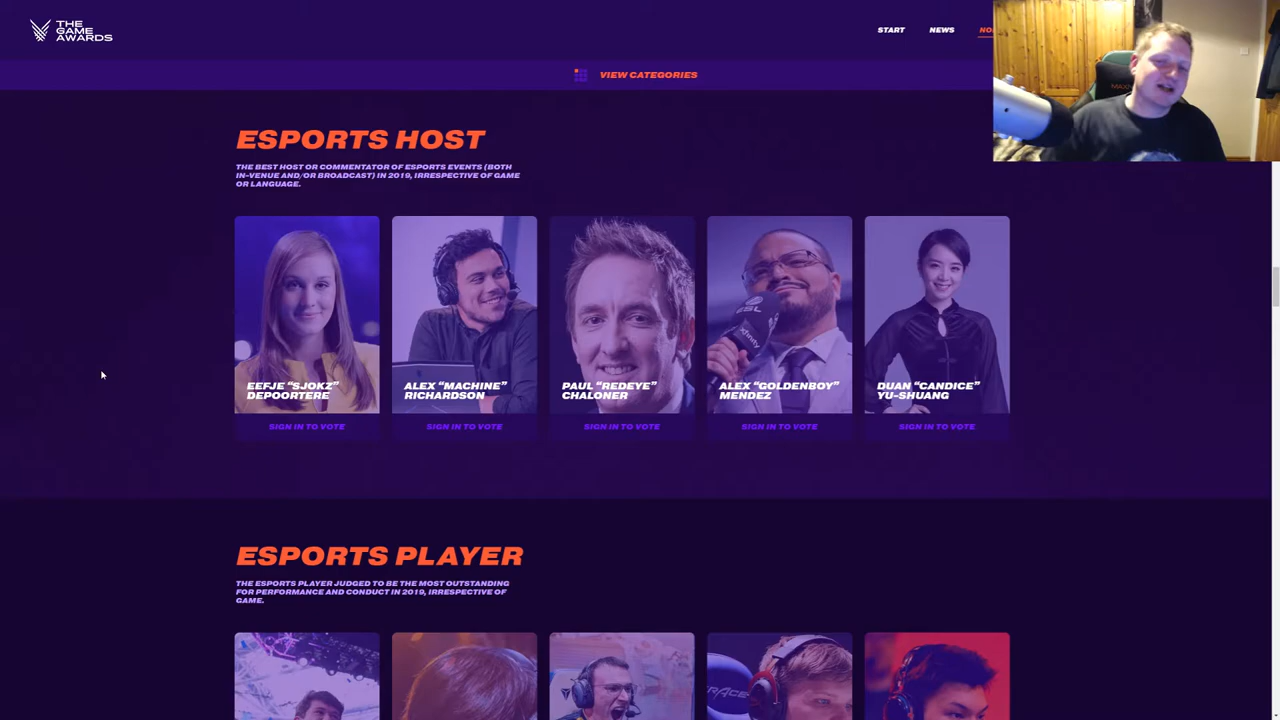 THE
GAME
AWARDS
START
NEWS
VIEW CATEGORIES
ESPORTS HOST
THE BEST HOST OR COMMENTATOR OF ESPORTS EVENTS (BOTH
IN-VENUE AND/OR BROADCAST) IN 2019, IRRESPECTIVE OF GAME
OR LANGUAGE.
ESL
xfinity
EEFJE "SJOKZ"
DEPOORTERE
ALEX "MACHINE"
RICHARDSON
PAUL "REDEYE"
CHALONER
ALEX "GOLDENBOY"
MENDEZ
DUAN "CANDICE"
YU-SHUANG
SIGN IN TO VOTE
SIGN IN TO VOTE
SIGN IN TO VOTE
SIGN IN TO VOTE
SIGN IN TO VOTE
ESPORTS PLAYER
THE ESPORTS PLAYER JUDGED TO BE THE MOST OUTSTANDING
FOR PERFORMANCE AND CONDUCT IN 2019, IRRESPECTIVE OF
GAME.